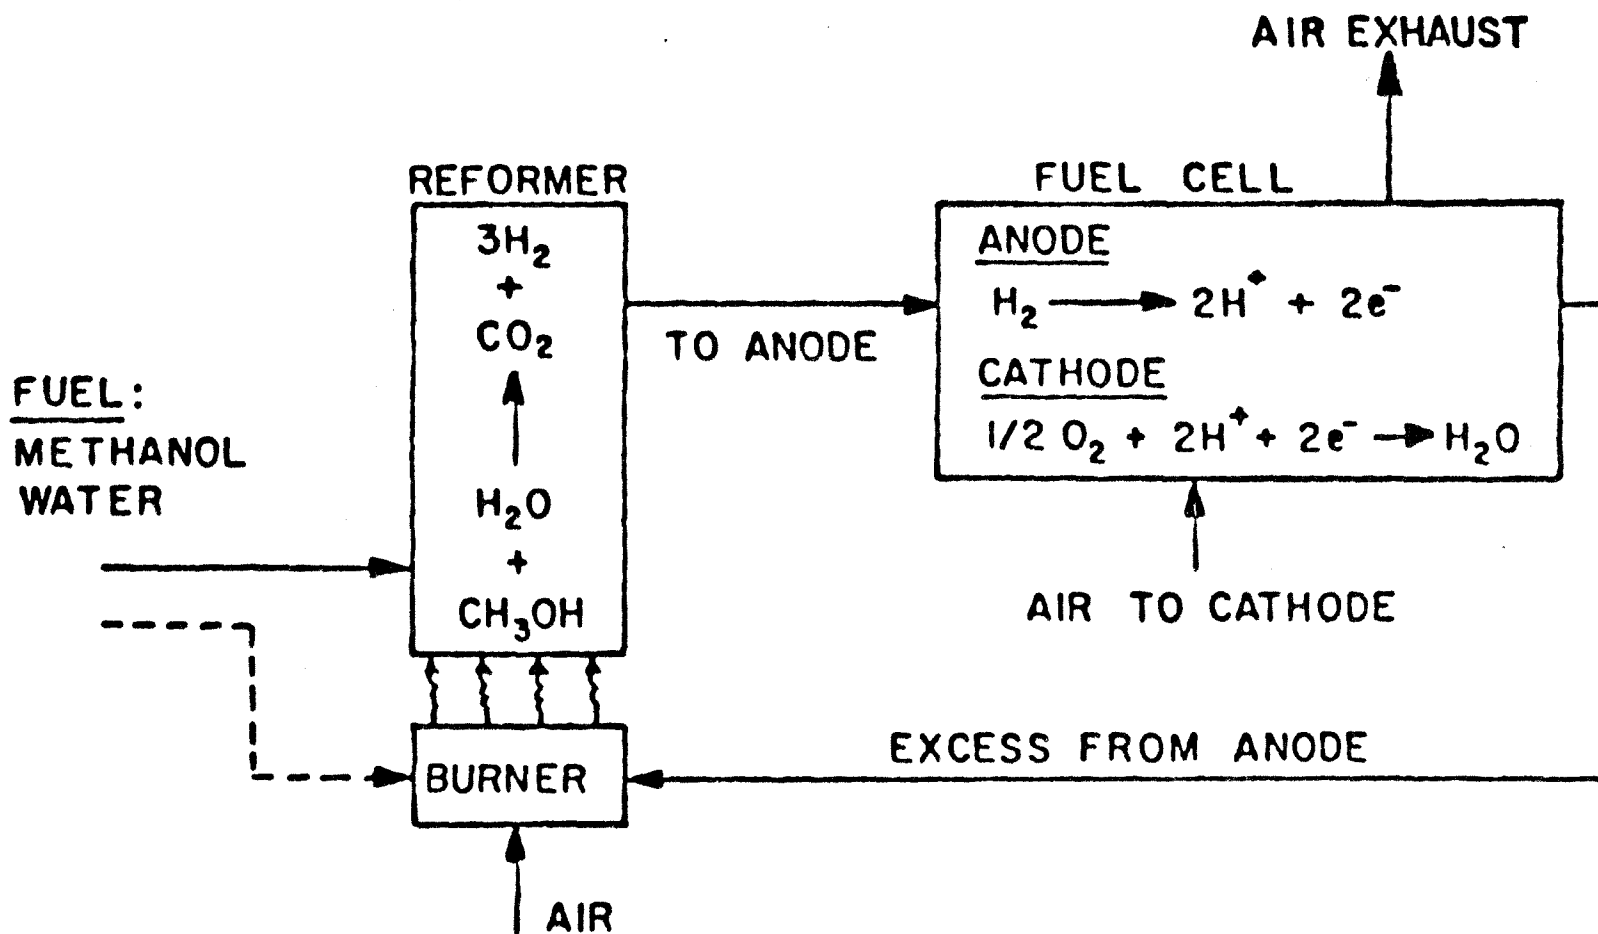 AIR EXHAUST
REFORMER
3H₂
+
CO₂
H₂O
+
CH₃OH
FUEL CELL
ANODE
H₂ → 2H⁺ + 2e⁻
CATHODE
1/2 O₂ + 2H⁺ + 2e⁻ → H₂O
TO ANODE
FUEL:
METHANOL
WATER
AIR TO CATHODE
EXCESS FROM ANODE
BURNER
AIR